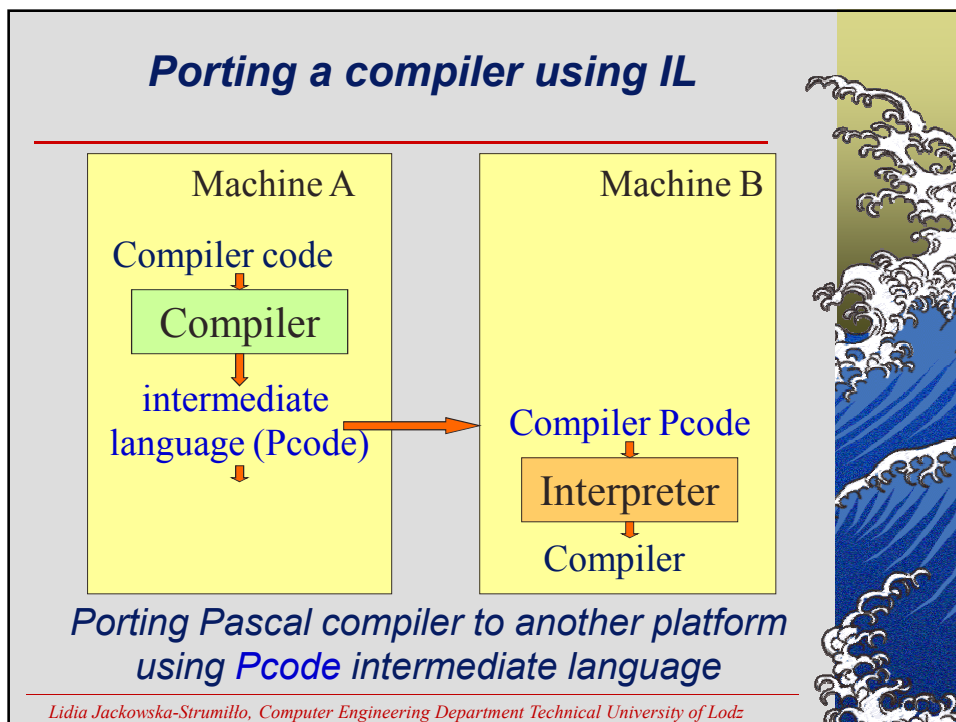 Porting a compiler using IL
Machine A
Compiler code
Compiler
intermediate
language (Pcode)
Machine B
Compiler Pcode
Interpreter
Compiler
Porting Pascal compiler to another platform
using Pcode intermediate language
Lidia Jackowska-Strumiłło, Computer Engineering Department Technical University of Lodz